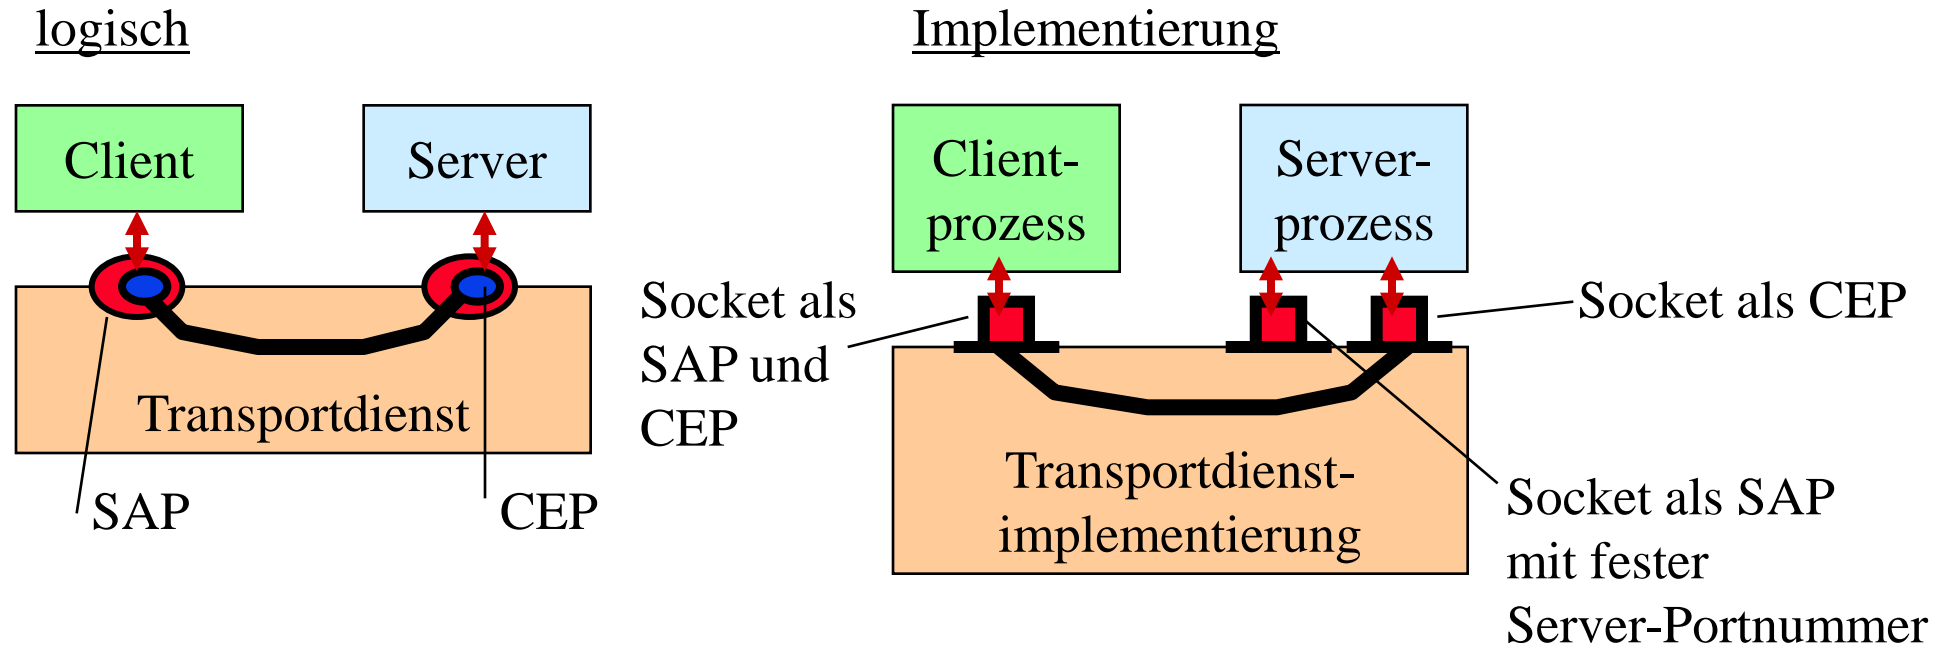 logisch
Client
Server
Transportdienst
SAP
CEP
Implementierung
Client-
prozess
Server-
prozess
Socket als
SAP und
CEP
Socket als CEP
Transportdienst-
implementierung
Socket als SAP
mit fester
Server-Portnummer